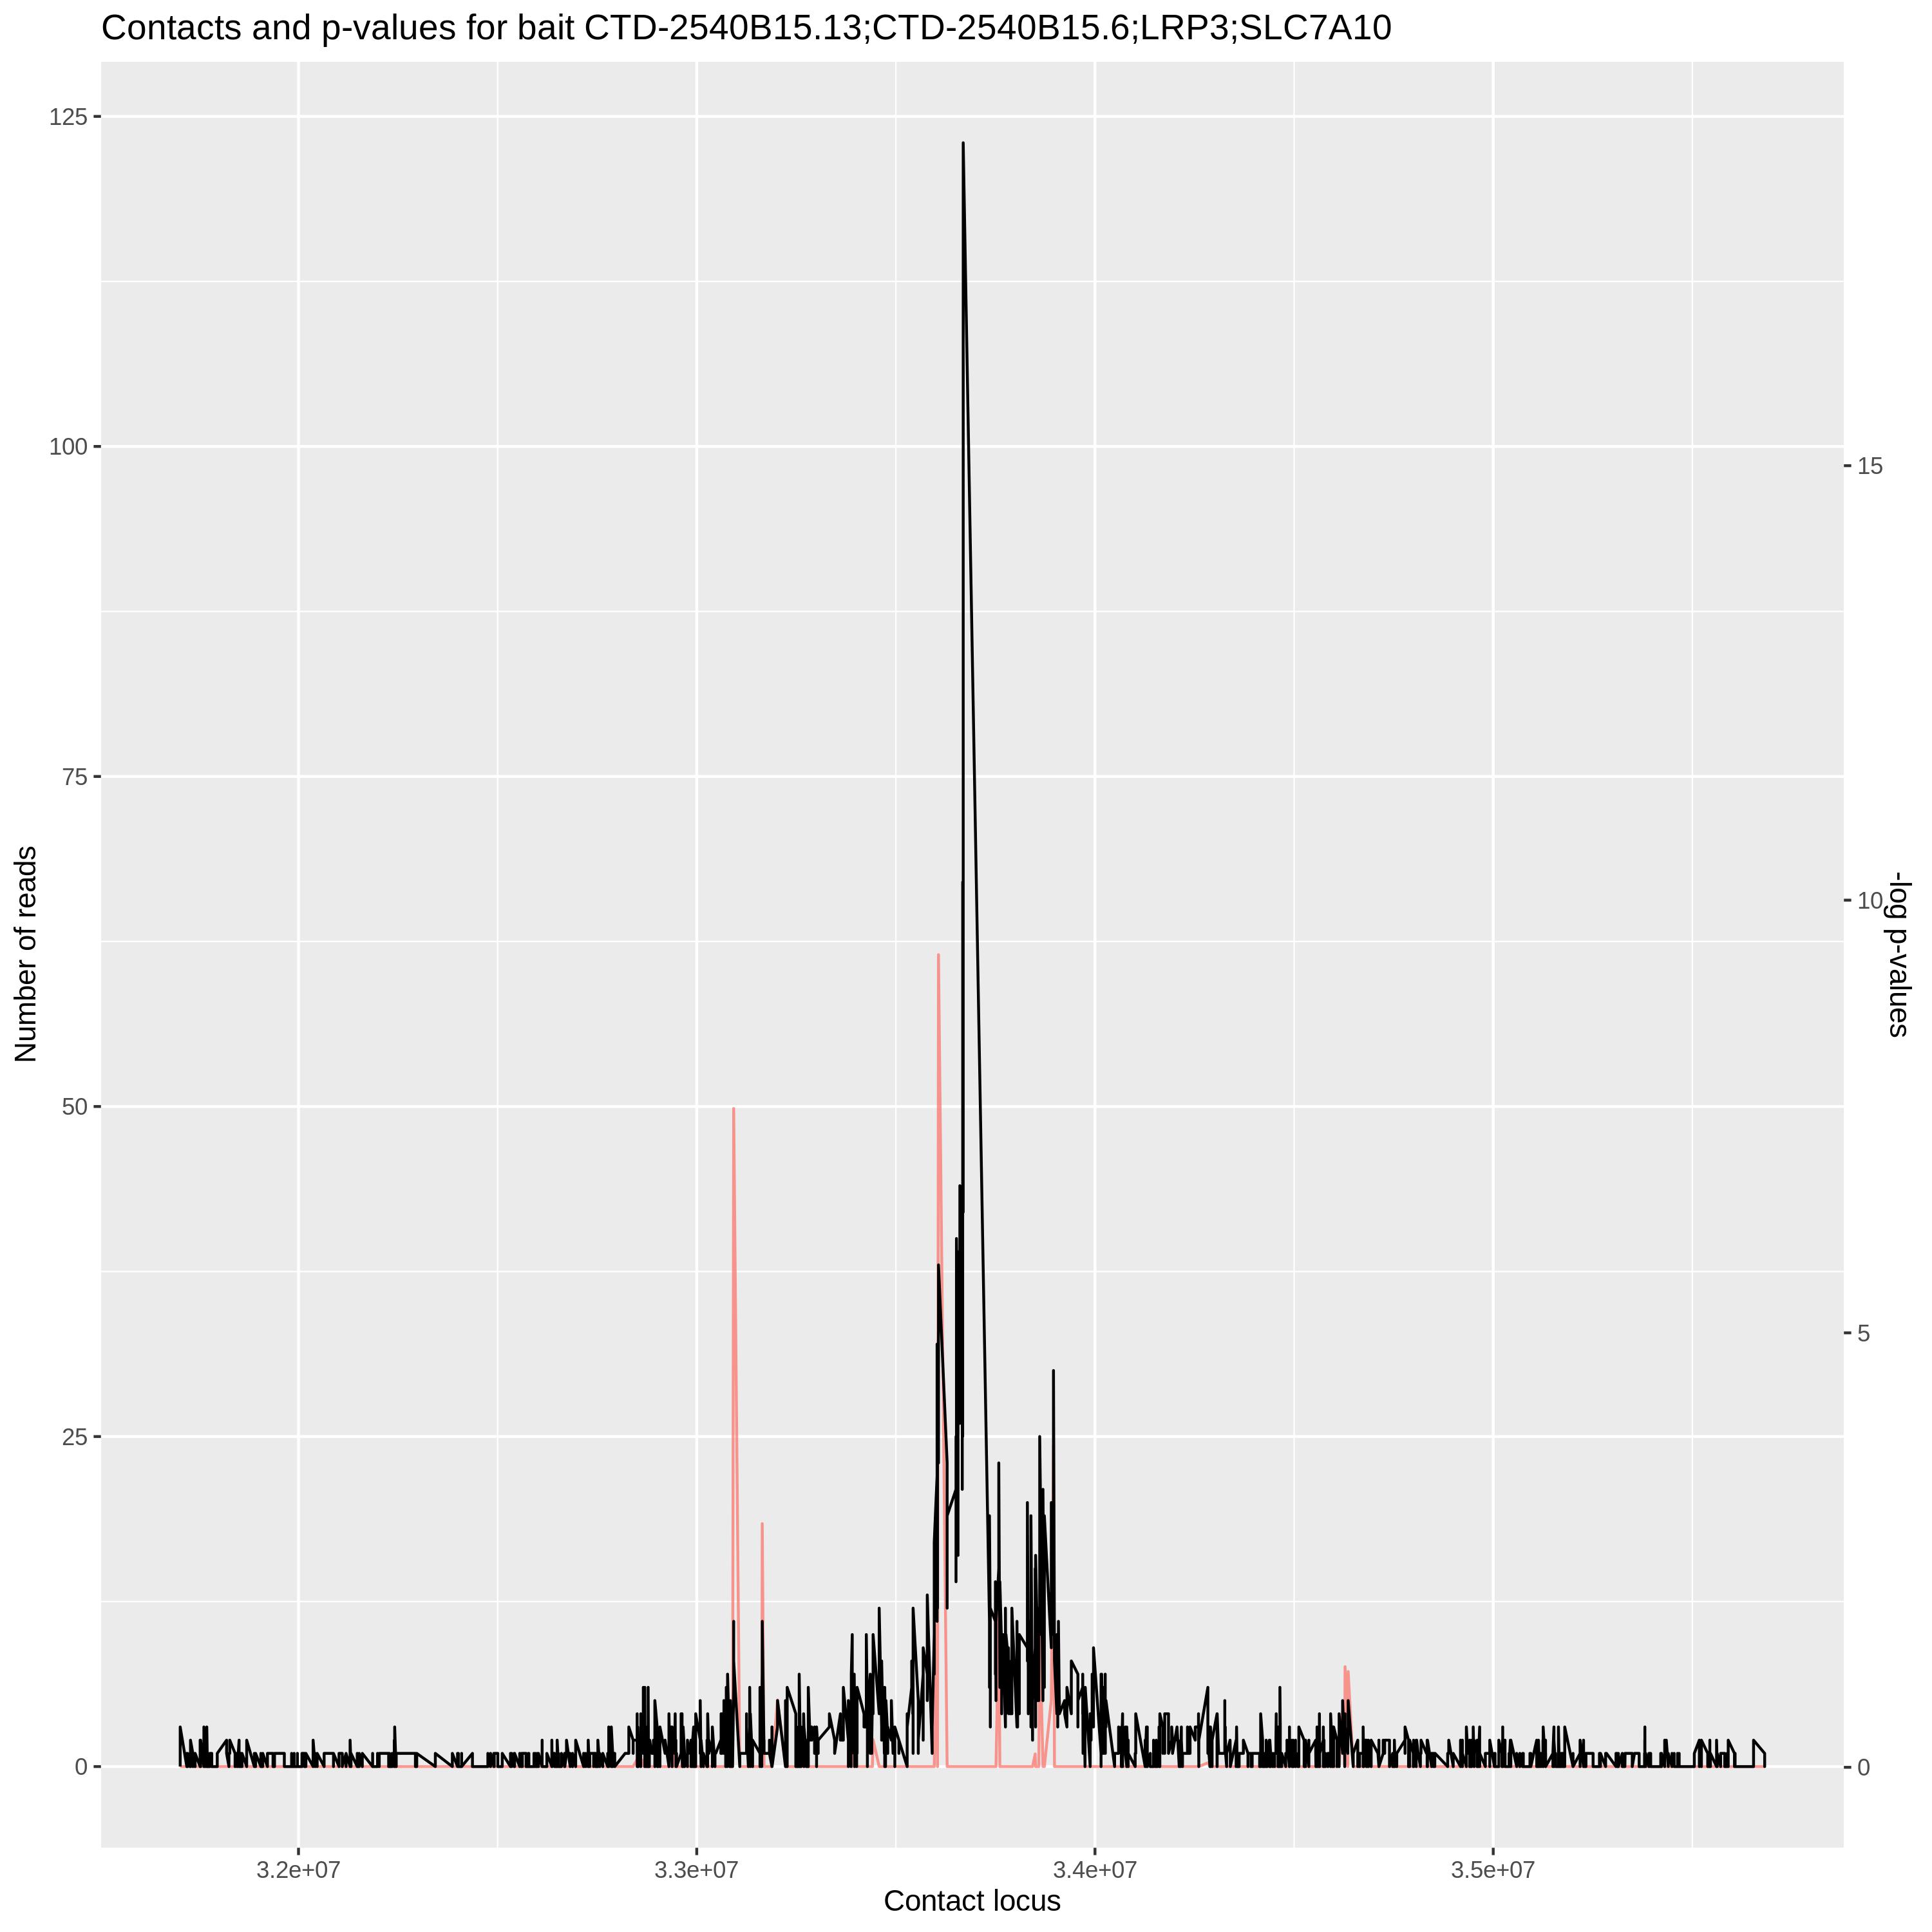 Contacts and p-values for bait CTD-2540B15.13;CTD-2540B15.6;LRP3;SLC7A10
125
100
75
50
25
0
Number of reads
15
10
5
0
-log p-values
3.2e+07 3.3e+07 3.4e+07 3.5e+07
Contact locus